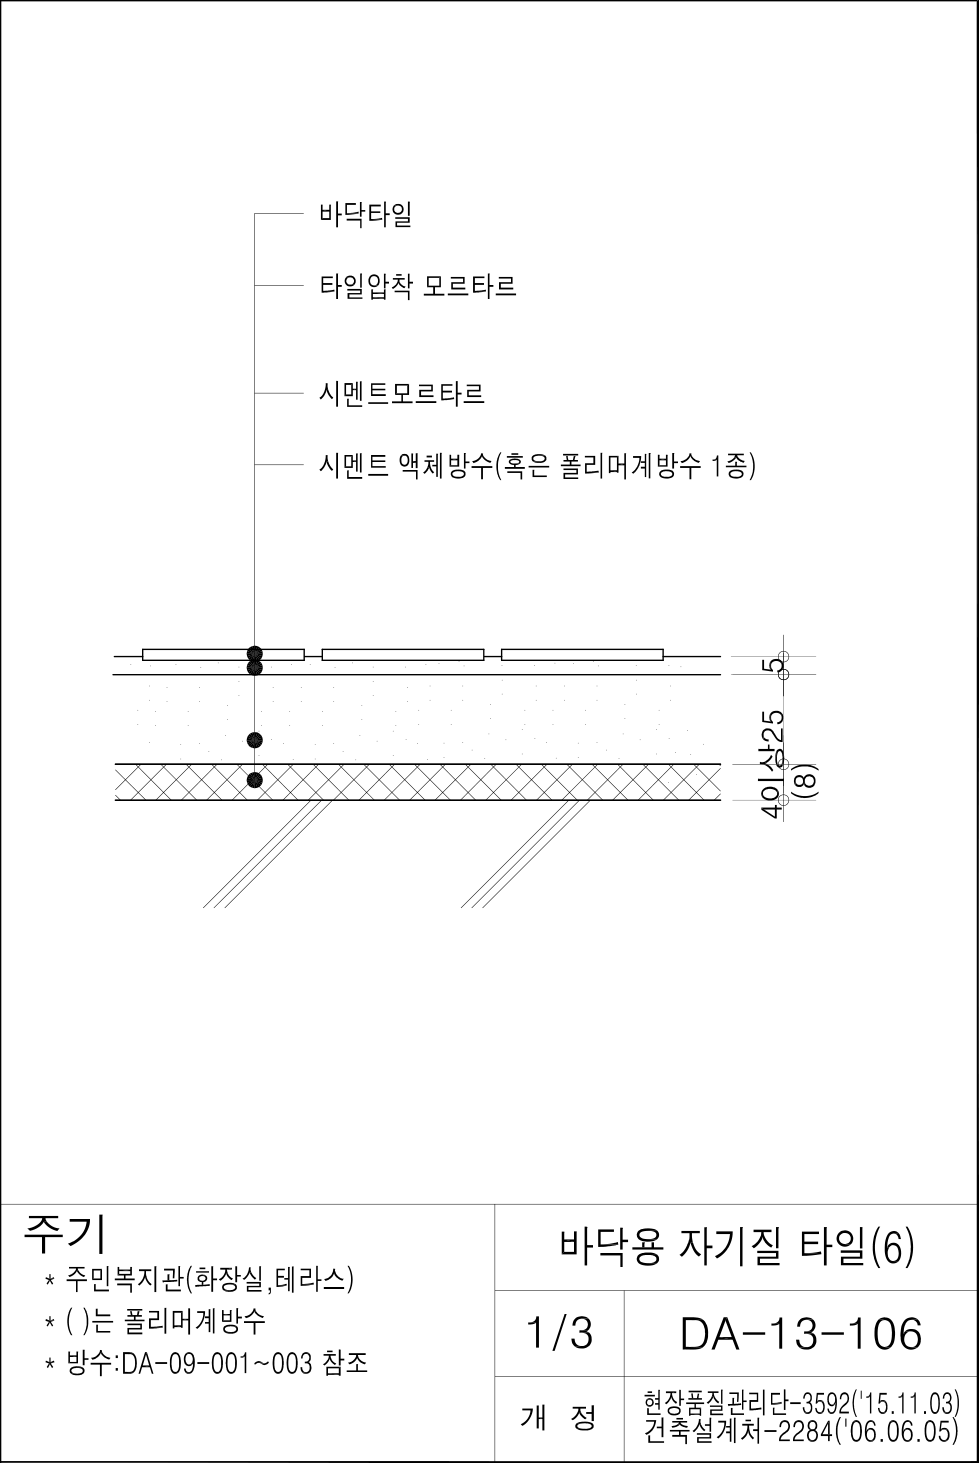 바닥타일
타일압착 모르타르
시멘트모르타르
시멘트 액체방수(혹은 폴리머계방수 1종)
5
25
4이상
(8)
주기
* 주민복지관(화장실,테라스)
* ( )는 폴리머계방수
* 방수:DA-09-001~003 참조
바닥용 자기질 타일(6)
1/3
DA-13-106
개 정
현장품질관리단-3592('15.11.03)
건축설계처-2284('06.06.05)